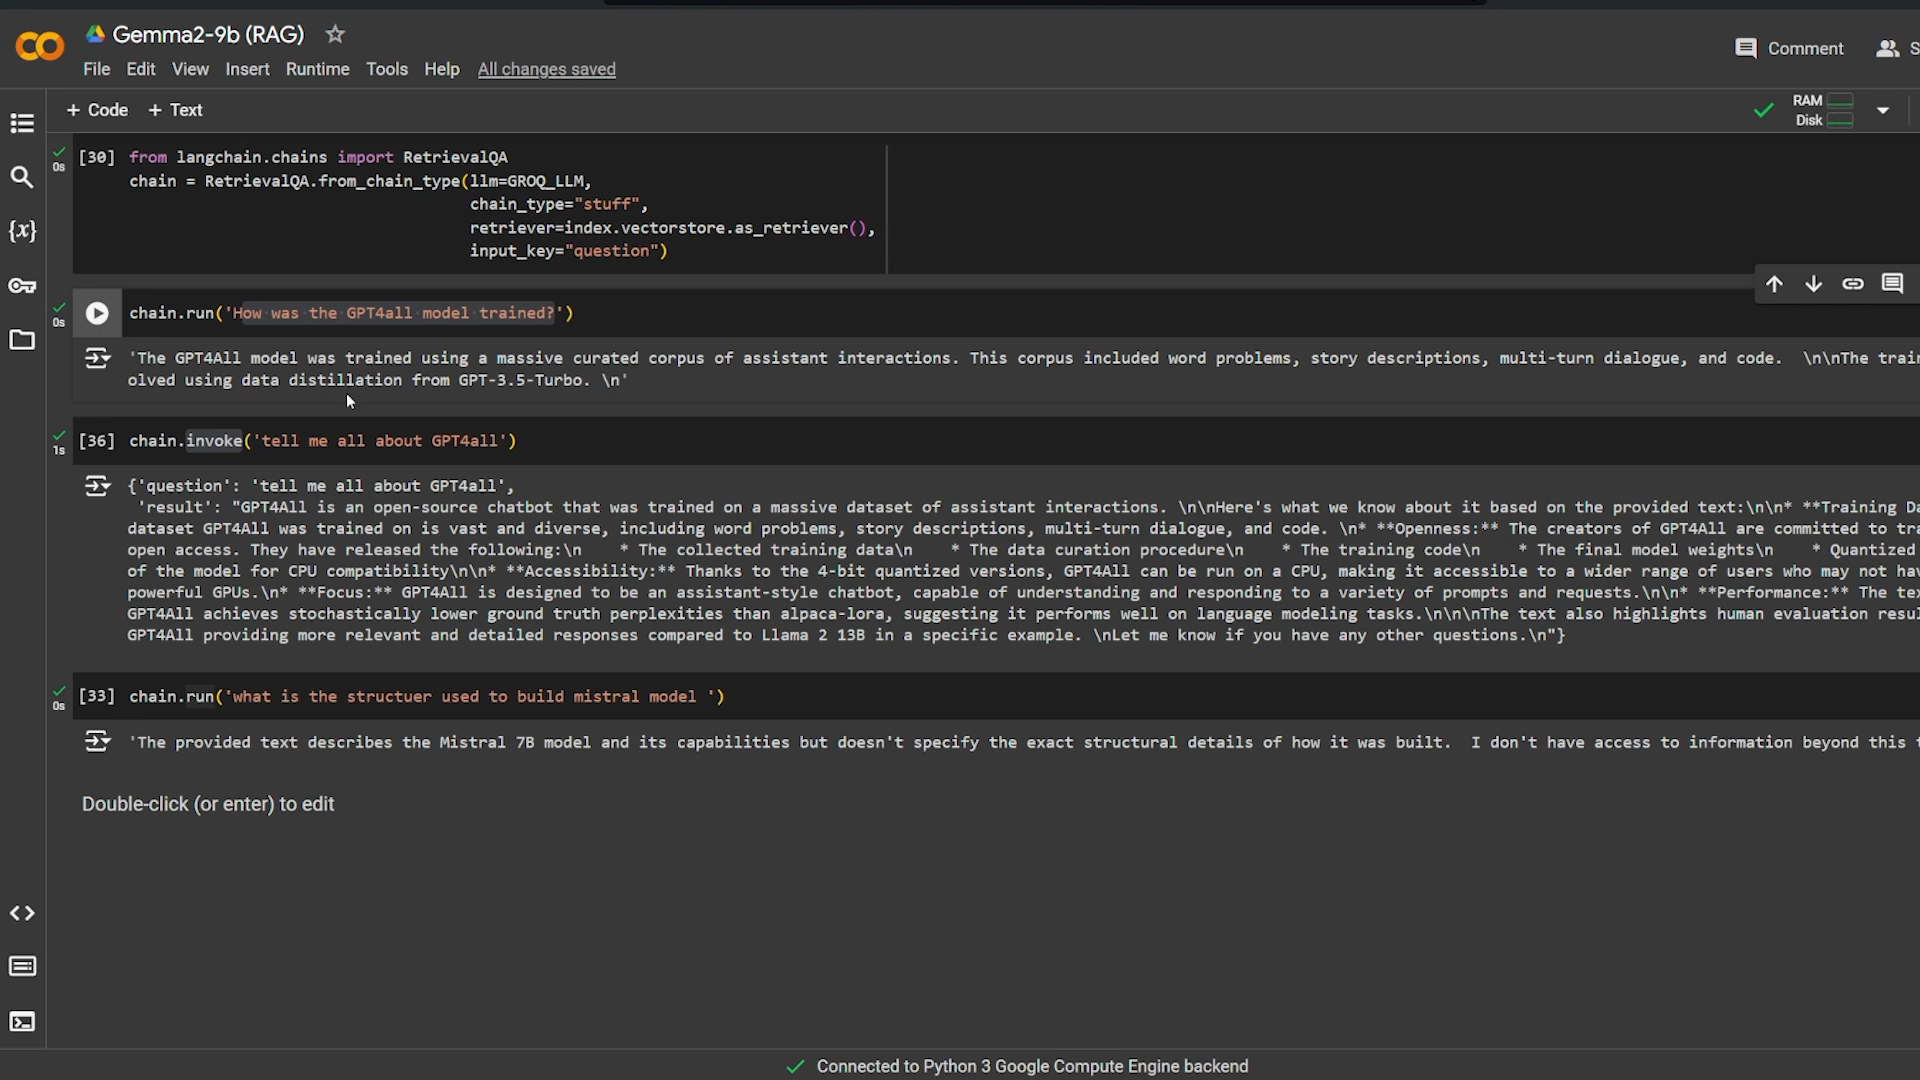 Gemma2-9b (RAG)
File Edit View Insert Runtime Tools Help All changes saved
Comment
S
+ Code + Text
RAM
Disk
0s
[30] from langchain.chains import RetrievalQA
chain = RetrievalQA.from_chain_type(llm=GROQ_LLM,
chain_type="stuff",
retriever=index.vectorstore.as_retriever(),
input_key="question")
0s
chain.run('How was the GPT4all model trained?')
'The GPT4All model was trained using a massive curated corpus of assistant interactions. This corpus included word problems, story descriptions, multi-turn dialogue, and code.  \n\nThe train
olved using data distillation from GPT-3.5-Turbo. \n'
1s
[36] chain.invoke('tell me all about GPT4all')
{'question': 'tell me all about GPT4all',
'result': "GPT4All is an open-source chatbot that was trained on a massive dataset of assistant interactions. \n\nHere's what we know about it based on the provided text:\n\n* **Training Da
dataset GPT4All was trained on is vast and diverse, including word problems, story descriptions, multi-turn dialogue, and code. \n* **Openness:** The creators of GPT4All are committed to tra
open access. They have released the following:\n    * The collected training data\n    * The data curation procedure\n    * The training code\n    * The final model weights\n    * Quantized
of the model for CPU compatibility\n\n* **Accessibility:** Thanks to the 4-bit quantized versions, GPT4All can be run on a CPU, making it accessible to a wider range of users who may not hav
powerful GPUs.\n* **Focus:** GPT4All is designed to be an assistant-style chatbot, capable of understanding and responding to a variety of prompts and requests.\n\n* **Performance:** The tex
GPT4All achieves stochastically lower ground truth perplexities than alpaca-lora, suggesting it performs well on language modeling tasks.\n\n\nThe text also highlights human evaluation resul
GPT4All providing more relevant and detailed responses compared to Llama 2 13B in a specific example. \nLet me know if you have any other questions.\n"}
0s
[33] chain.run('what is the structuer used to build mistral model ')
'The provided text describes the Mistral 7B model and its capabilities but doesn't specify the exact structural details of how it was built.  I don't have access to information beyond this t
Double-click (or enter) to edit
Connected to Python 3 Google Compute Engine backend